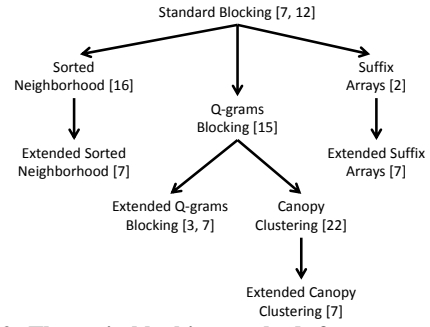 Standard Blocking [7, 12]
Sorted
Neighborhood [16]
Suffix
Arrays [2]
Q-grams
Blocking [15]
Extended Sorted
Neighborhood [7]
Extended Suffix
Arrays [7]
Extended Q-grams
Blocking [3, 7]
Canopy
Clustering [22]
Extended Canopy
Clustering [7]